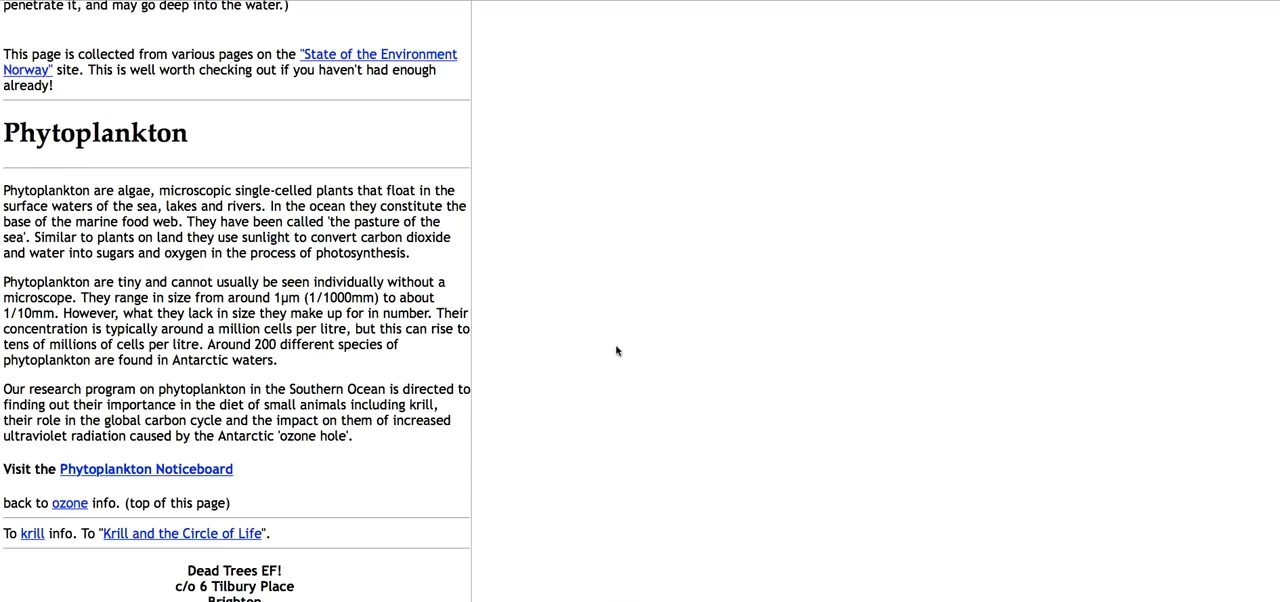 penetrate it, and may go deep into the water.)
This page is collected from various pages on the "State of the Environment
Norway" site. This is well worth checking out if you haven't had enough
already!
Phytoplankton
Phytoplankton are algae, microscopic single-celled plants that float in the
surface waters of the sea, lakes and rivers. In the ocean they constitute the
base of the marine food web. They have been called 'the pasture of the
sea'. Similar to plants on land they use sunlight to convert carbon dioxide
and water into sugars and oxygen in the process of photosynthesis.
Phytoplankton are tiny and cannot usually be seen individually without a
microscope. They range in size from around 1µm (1/1000mm) to about
1/10mm. However, what they lack in size they make up for in number. Their
concentration is typically around a million cells per litre, but this can rise to
tens of millions of cells per litre. Around 200 different species of
phytoplankton are found in Antarctic waters.
Our research program on phytoplankton in the Southern Ocean is directed to
finding out their importance in the diet of small animals including krill,
their role in the global carbon cycle and the impact on them of increased
ultraviolet radiation caused by the Antarctic 'ozone hole'.
Visit the Phytoplankton Noticeboard
back to ozone info. (top of this page)
To krill info. To "Krill and the Circle of Life".
Dead Trees EF!
c/o 6 Tilbury Place
Brighton